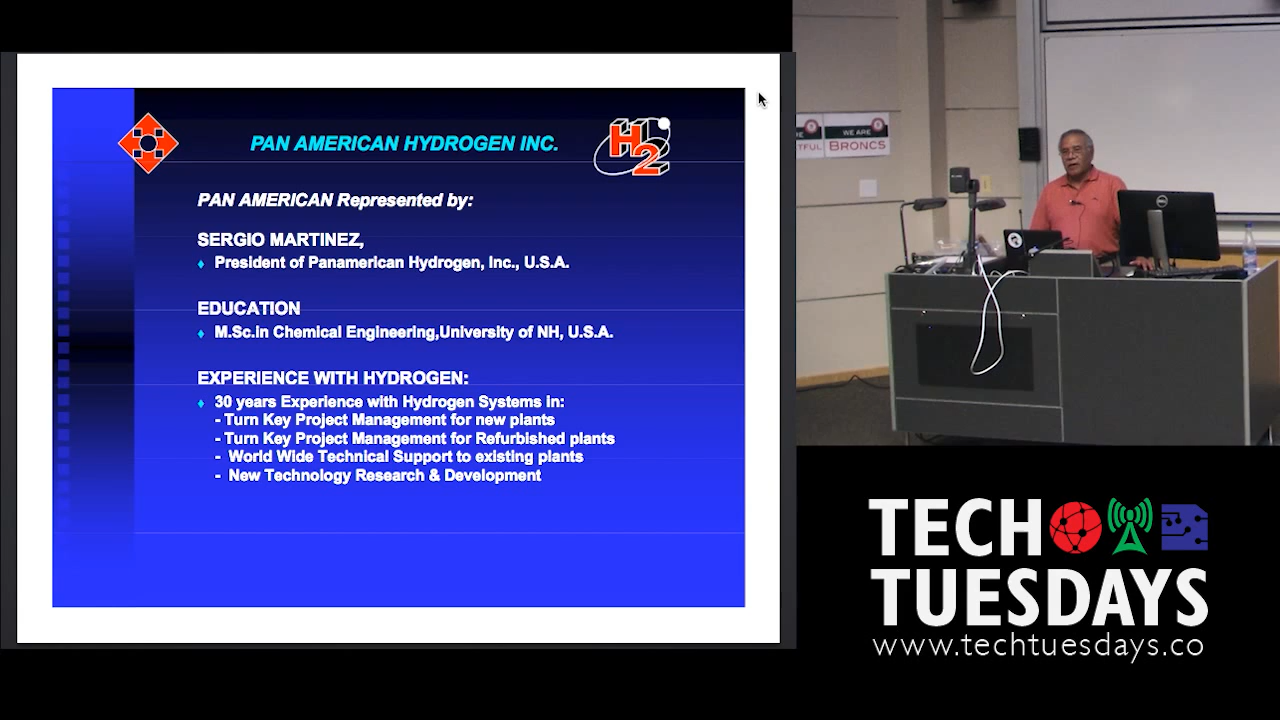 PAN AMERICAN HYDROGEN INC.
H2
PAN AMERICAN Represented by:
SERGIO MARTINEZ,
President of Panamerican Hydrogen, Inc., U.S.A.
EDUCATION
M.Sc.in Chemical Engineering,University of NH, U.S.A.
EXPERIENCE WITH HYDROGEN:
30 years Experience with Hydrogen Systems in:
- Turn Key Project Management for new plants
- Turn Key Project Management for Refurbished plants
- World Wide Technical Support to existing plants
- New Technology Research & Development
WE ARE
BRONCS
DELL
TECH
TUESDAYS
www.techtuesdays.co